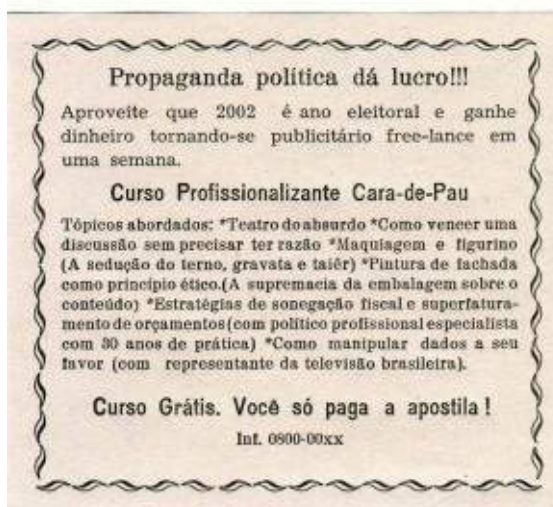 Propaganda política dá lucro!!!
Aproveite que 2002 é ano eleitoral e ganhe
dinheiro tornando-se publicitário free-lance em
uma semana.
Curso Profissionalizante Cara-de-Pau
Tópicos abordados: *Teatro do absurdo *Como vencer uma
discussão sem precisar ter razão *Maquiagem e figurino
(A sedução do terno, gravata e taiêr) *Pintura de fachada
como princípio ético.(A supremacia da embalagem sobre o
conteúdo) *Estratégias de sonegação fiscal e superfatura-
mento de orçamentos(com político profissional especialista
com 30 anos de prática) *Como manipular dados a seu
favor (com representante da televisão brasileira).
Curso Grátis. Você só paga a apostila !
Inf. 0800-00xx